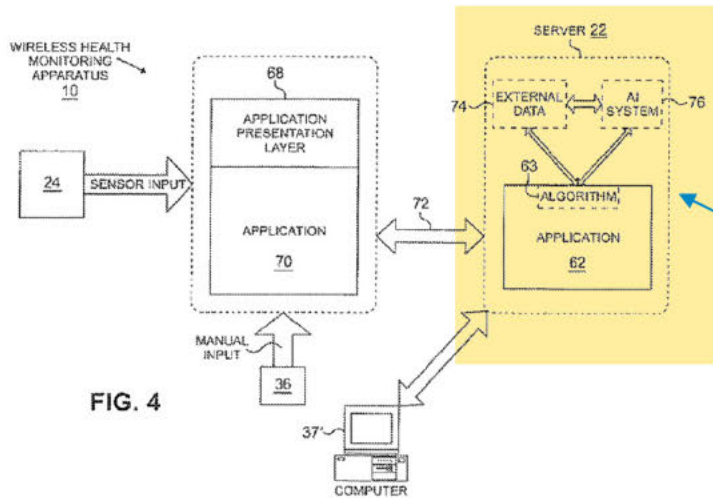 WIRELESS HEALTH
MONITORING
APPARATUS
10
68
APPLICATION
PRESENTATION
LAYER
24
SENSOR INPUT
APPLICATION
70
72
MANUAL
INPUT
36
FIG. 4
37'
COMPUTER
SERVER 22
74
EXTERNAL
DATA
AI
SYSTEM
76
63
ALGORITHM
APPLICATION
62